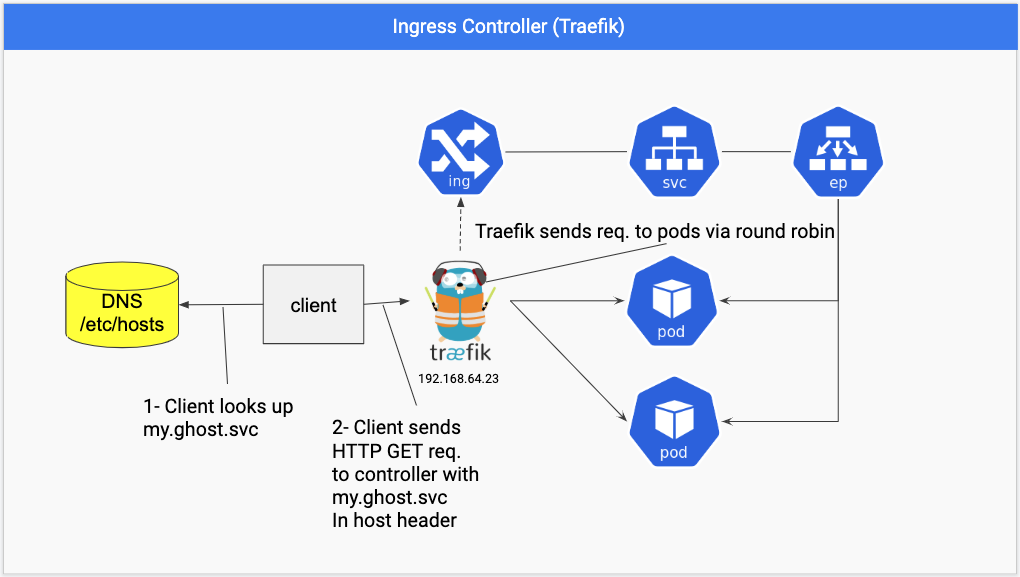 Ingress Controller (Traefik)
ing
svc
ep
Traefik sends req. to pods via round robin
DNS
/etc/hosts
client
træfik
192.168.64.23
pod
pod
1- Client looks up
my.ghost.svc
2- Client sends
HTTP GET req.
to controller with
my.ghost.svc
In host header